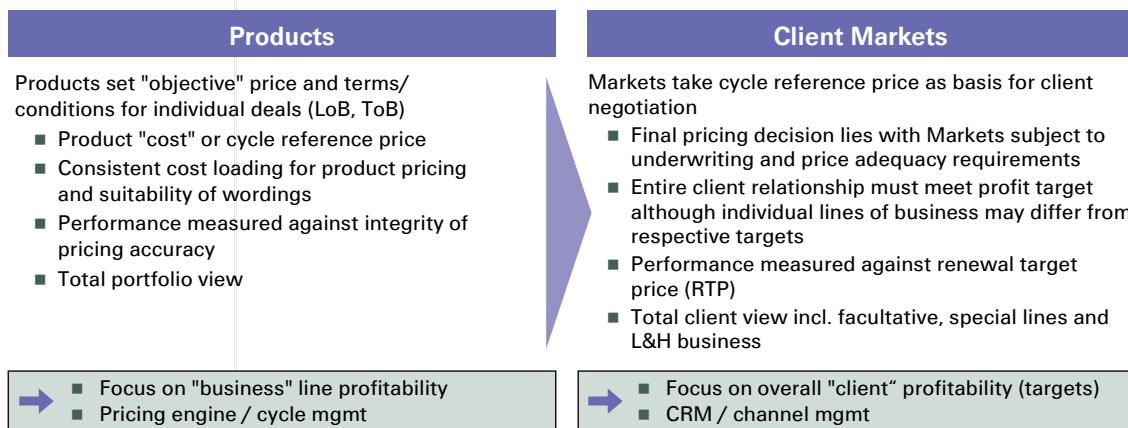 Products
Products set "objective" price and terms/
conditions for individual deals (LoB, ToB)
■ Product "cost" or cycle reference price
■ Consistent cost loading for product pricing
and suitability of wordings
■ Performance measured against integrity of
pricing accuracy
■ Total portfolio view
■ Focus on "business" line profitability
■ Pricing engine / cycle mgmt
Client Markets
Markets take cycle reference price as basis for client
negotiation
■ Final pricing decision lies with Markets subject to
underwriting and price adequacy requirements
■ Entire client relationship must meet profit target
although individual lines of business may differ from
respective targets
■ Performance measured against renewal target
price (RTP)
■ Total client view incl. facultative, special lines and
L&H business
■ Focus on overall "client“ profitability (targets)
■ CRM / channel mgmt